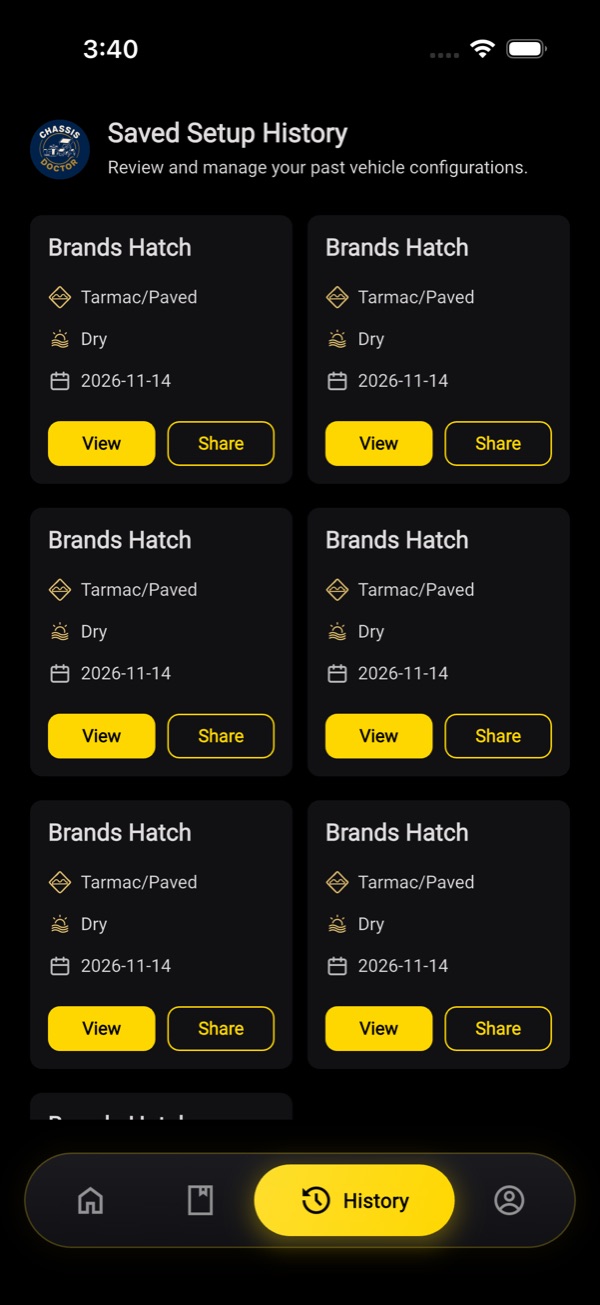 3:40
CHASSIS
DOCTOR
Saved Setup History
Review and manage your past vehicle configurations.
Brands Hatch
Tarmac/Paved
Dry
2026-11-14
View
Share
Brands Hatch
Tarmac/Paved
Dry
2026-11-14
View
Share
Brands Hatch
Tarmac/Paved
Dry
2026-11-14
View
Share
Brands Hatch
Tarmac/Paved
Dry
2026-11-14
View
Share
Brands Hatch
Tarmac/Paved
Dry
2026-11-14
View
Share
Brands Hatch
Tarmac/Paved
Dry
2026-11-14
View
Share
Brands Hatch
History